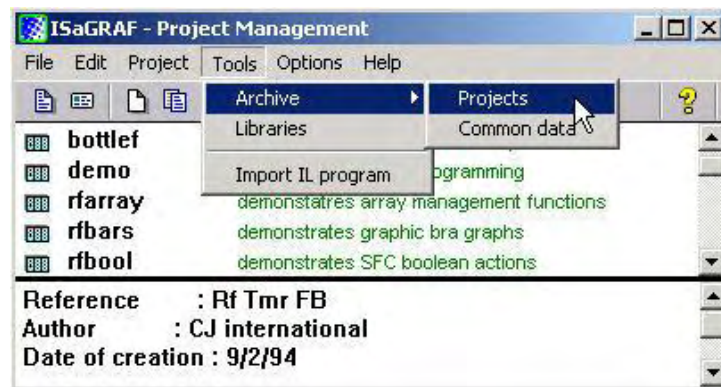 ISaGRAF - Project Management
File Edit Project Tools Options Help
Archive Projects
Libraries Common data
Import IL program
bottlef
demo ogramming
rfarray demonstatres array management functions
rfbars demonstrates graphic bra graphs
rfbool demonstrates SFC boolean actions
Reference : Rf Tmr FB
Author : CJ international
Date of creation : 9/2/94